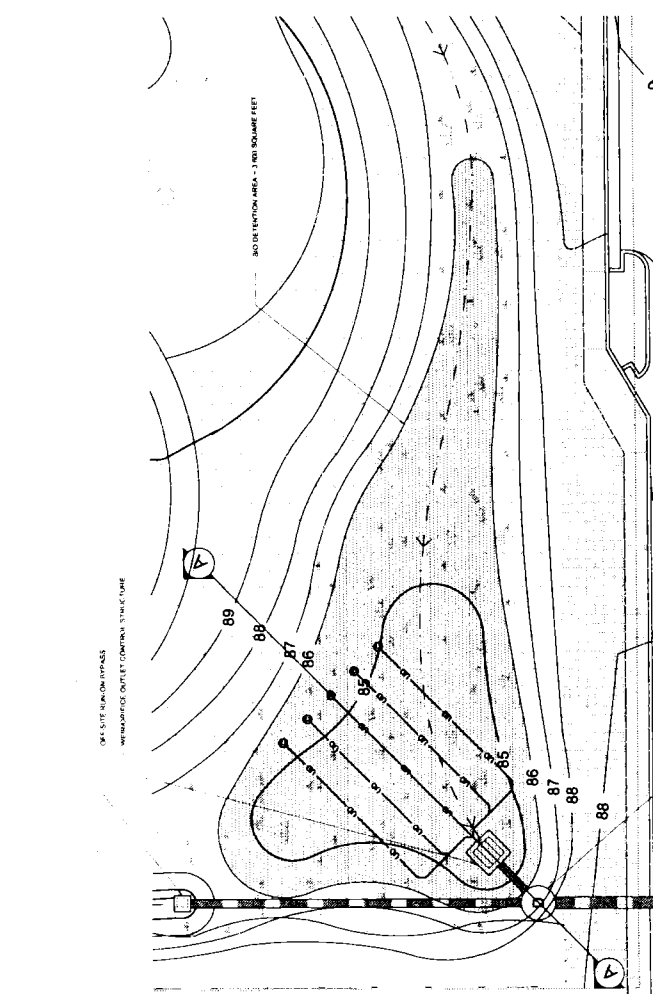 BIO DETENTION AREA – 3,600 SQUARE FEET
OFF SITE RUN-ON BYPASS
WEIR/ORIFICE OUTLET CONTROL STRUCTURE
A
89
88
87
86
85
85
86
87
88
88
A